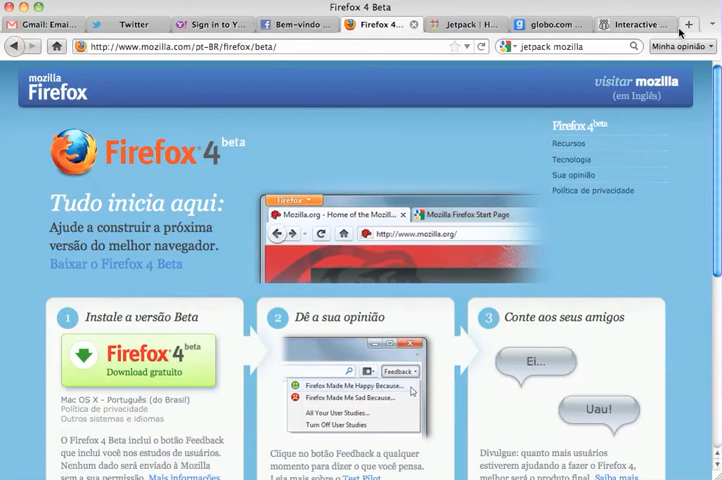 Firefox 4 Beta
Gmail: Emai...
Twitter
Sign in to Y...
Bem-vindo ...
Firefox 4...
Jetpack | H...
globo.com ...
Interactive ...
http://www.mozilla.com/pt-BR/firefox/beta/
jetpack mozilla
Minha opinião
mozilla
Firefox
visitar mozilla
(em Inglês)
Firefox 4 beta
Firefox 4 beta
Recursos
Tecnologia
Sua opinião
Política de privacidade
Tudo inicia aqui:
Ajude a construir a próxima
versão do melhor navegador.
Baixar o Firefox 4 Beta
Firefox
Mozilla.org - Home of the Mozil...
Mozilla Firefox Start Page
http://www.mozilla.org/
1 Instale a versão Beta
Firefox 4 beta
Download gratuito
Mac OS X - Português (do Brasil)
Política de privacidade
Outros sistemas e idiomas
O Firefox 4 Beta inclui o botão Feedback
que inclui você nos estudos de usuários.
Nenhum dado será enviado à Mozilla
sem a sua permissão. Mais informações
2 Dê a sua opinião
Feedback
Firefox Made Me Happy Because...
Firefox Made Me Sad Because...
All Your User Studies...
Turn Off User Studies
Clique no botão Feedback a qualquer
momento para dizer o que você pensa.
Leia mais sobre o Test Pilot
3 Conte aos seus amigos
Ei...
Uau!
Divulge: quanto mais usuários
estiverem ajudando a fazer o Firefox 4,
melhor será o produto final. Saiba mais